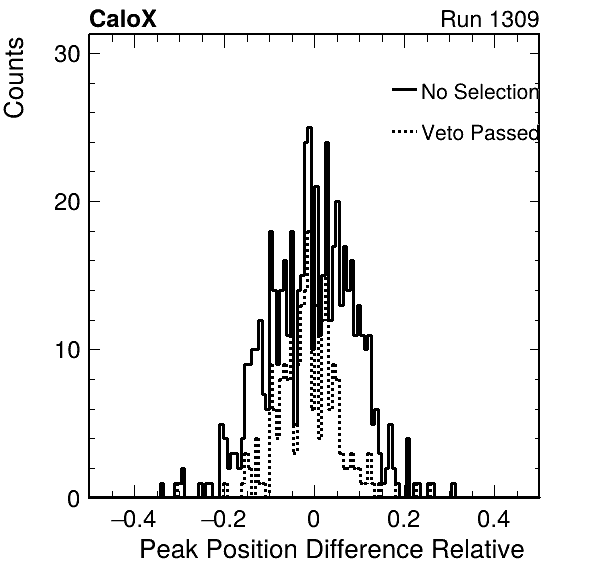 CaloX Run 1309
Counts
30
No Selection
Veto Passed
20
10
0
−0.4 −0.2 0 0.2 0.4
Peak Position Difference Relative